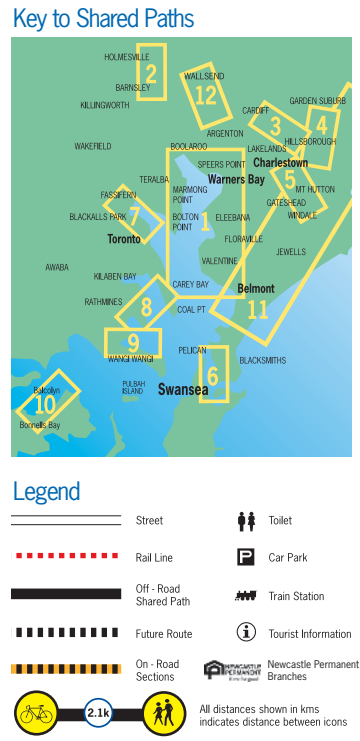 Key to Shared Paths
HOLMESVILLE
2
BARNSLEY
KILLINGWORTH
WALLSEND
12
GARDEN SUBURB
CARDIFF
3
4
ARGENTON
HILLSBOROUGH
WAKEFIELD
BOOLAROO
LAKELANDS
SPEERS POINT
Charlestown
TERALBA
Warners Bay
5
MT HUTTON
FASSIFERN
MARMONG
POINT
GATESHEAD
WINDALE
BLACKALLS PARK
7
BOLTON
POINT
1
ELEEBANA
Toronto
FLORAVILLE
JEWELLS
VALENTINE
AWABA
KILABEN BAY
CAREY BAY
Belmont
RATHMINES
8
COAL PT
11
9
WANGI WANGI
PELICAN
BLACKSMITHS
6
PULBAH
ISLAND
Swansea
Balcolyn
10
Bonnells Bay
Legend
Street
Toilet
Rail Line
P
Car Park
Off - Road
Shared Path
Train Station
Future Route
i
Tourist Information
On - Road
Sections
NEWCASTLE
PERMANENT
Newcastle Permanent
Branches
2.1k
All distances shown in kms
indicates distance between icons